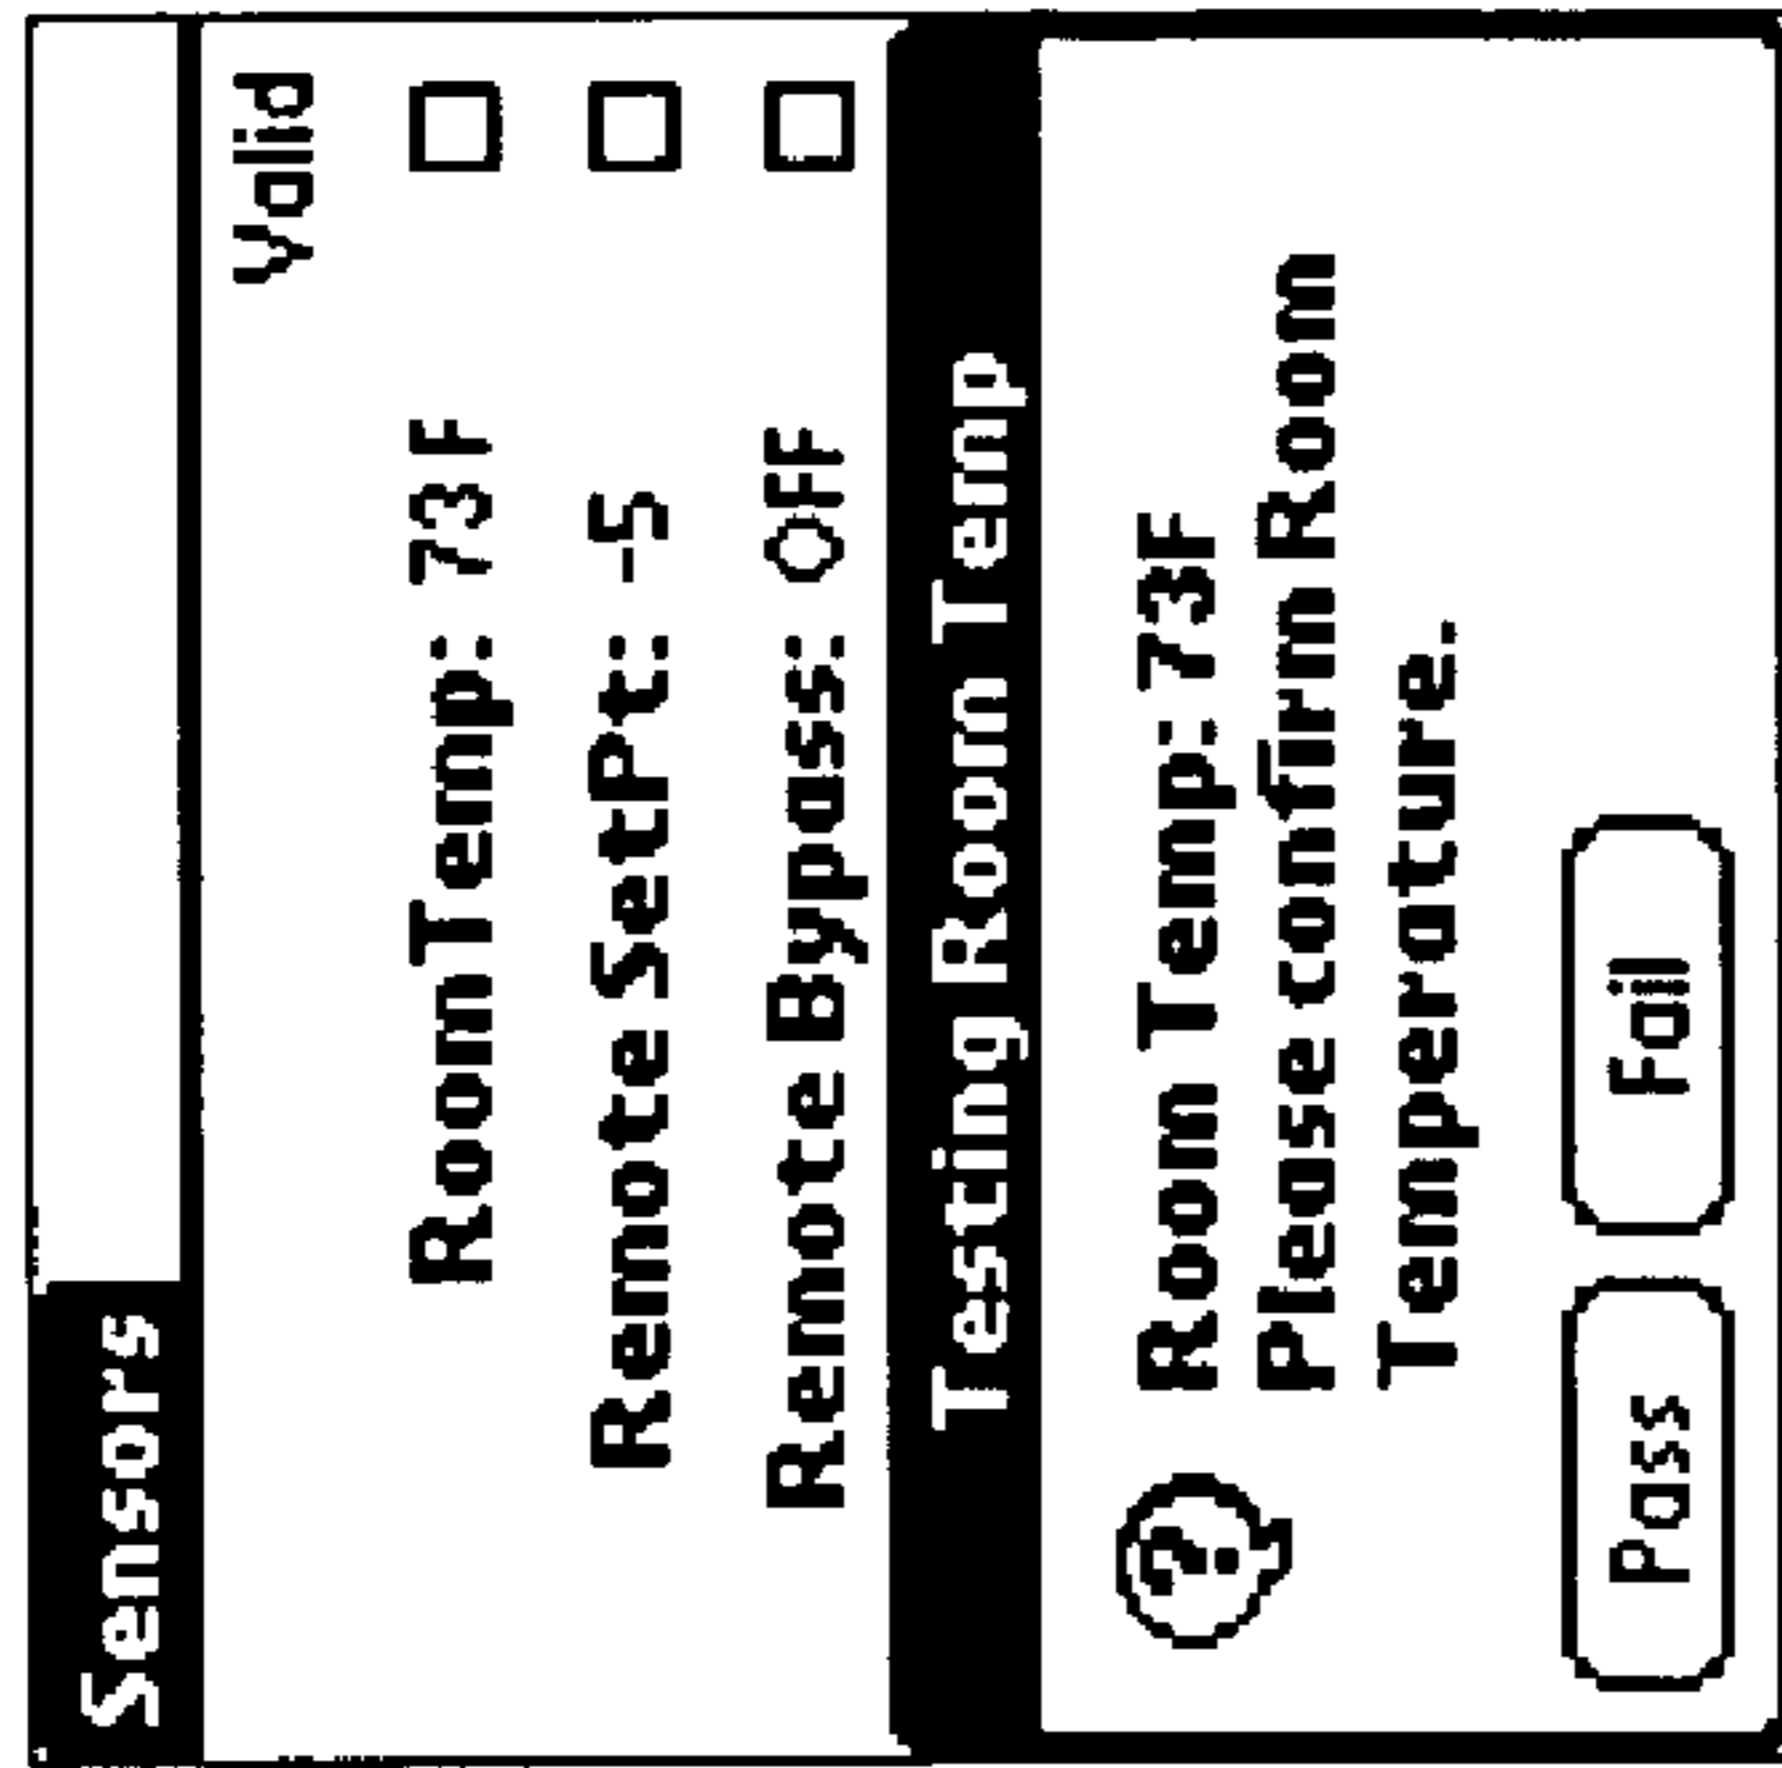 Sensors
Valid
Room Temp: 73 F
Remote SetPt: -5
Remote Bypass: OFF
Testing Room Temp
Room Temp: 73F
Please confirm Room
Temperature.
Pass Fail